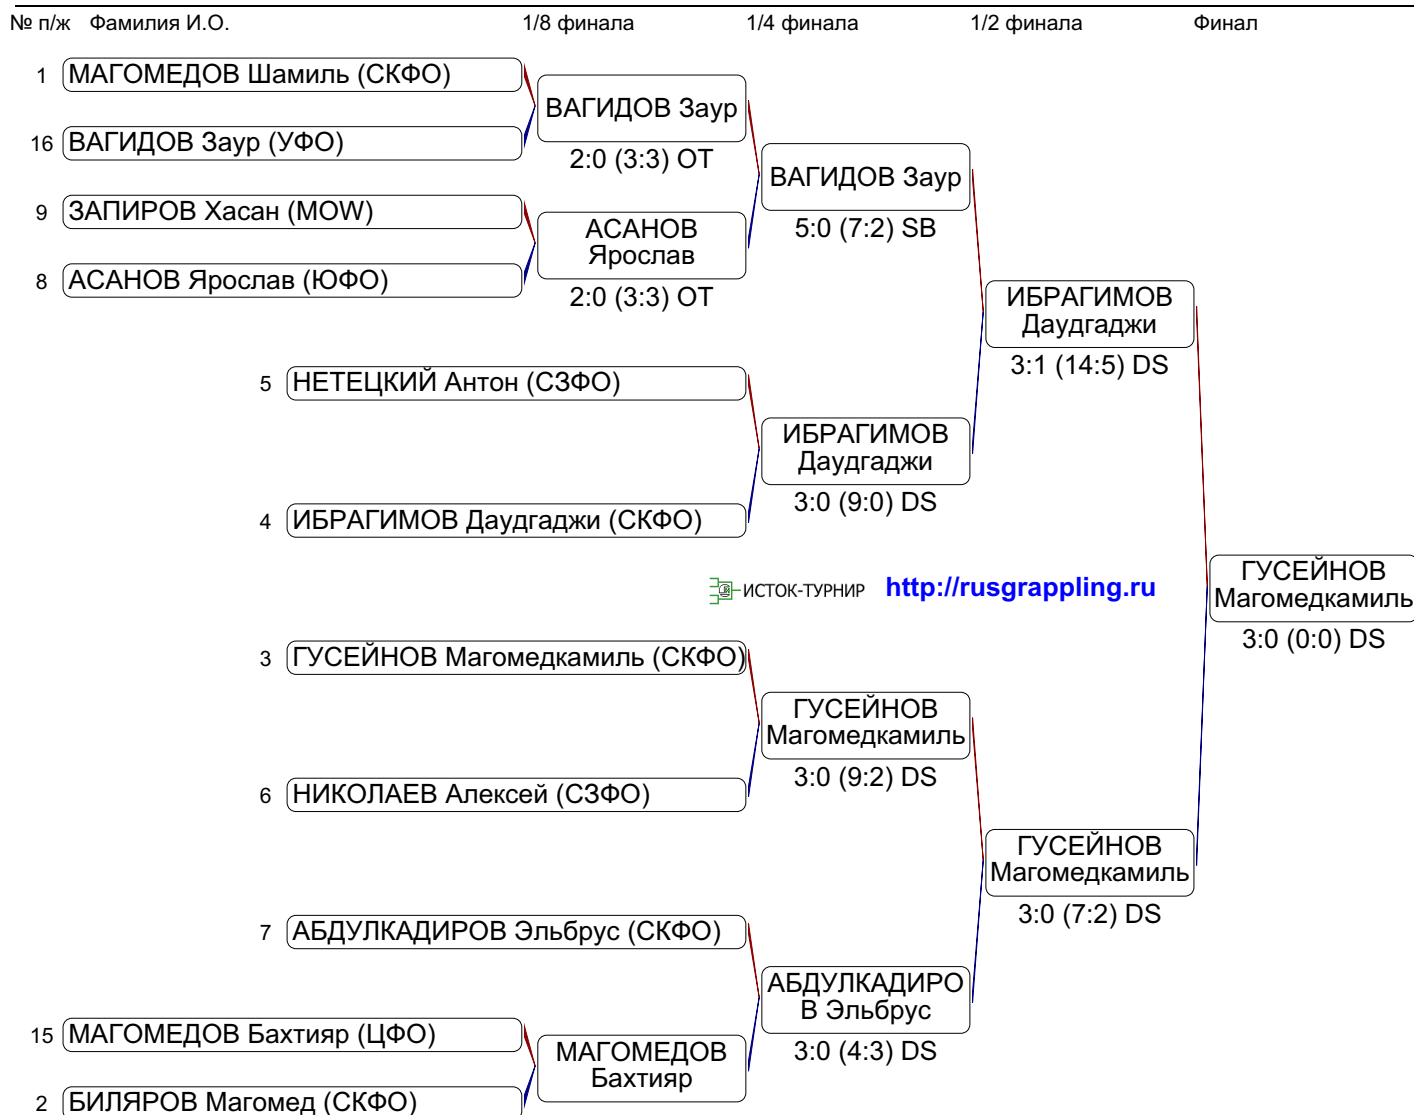 № п/ж Фамилия И.О. 1/8 финала 1/4 финала 1/2 финала Финал
1 МАГОМЕДОВ Шамиль (СКФО)
ВАГИДОВ Заур
16 ВАГИДОВ Заур (УФО)
2:0 (3:3) OT
ВАГИДОВ Заур
9 ЗАПИРОВ Хасан (MOW)
АСАНОВ
Ярослав
5:0 (7:2) SB
8 АСАНОВ Ярослав (ЮФО)
2:0 (3:3) OT
ИБРАГИМОВ
Даудгаджи
3:1 (14:5) DS
5 НЕТЕЦКИЙ Антон (СЗФО)
ИБРАГИМОВ
Даудгаджи
3:0 (9:0) DS
4 ИБРАГИМОВ Даудгаджи (СКФО)
ИСТОК-ТУРНИР http://rusgrappling.ru
ГУСЕЙНОВ
Магомедкамиль
3:0 (0:0) DS
3 ГУСЕЙНОВ Магомедкамиль (СКФО)
ГУСЕЙНОВ
Магомедкамиль
3:0 (9:2) DS
6 НИКОЛАЕВ Алексей (СЗФО)
ГУСЕЙНОВ
Магомедкамиль
3:0 (7:2) DS
7 АБДУЛКАДИРОВ Эльбрус (СКФО)
АБДУЛКАДИРО
В Эльбрус
3:0 (4:3) DS
15 МАГОМЕДОВ Бахтияр (ЦФО)
МАГОМЕДОВ
Бахтияр
2 БИЛЯРОВ Магомед (СКФО)